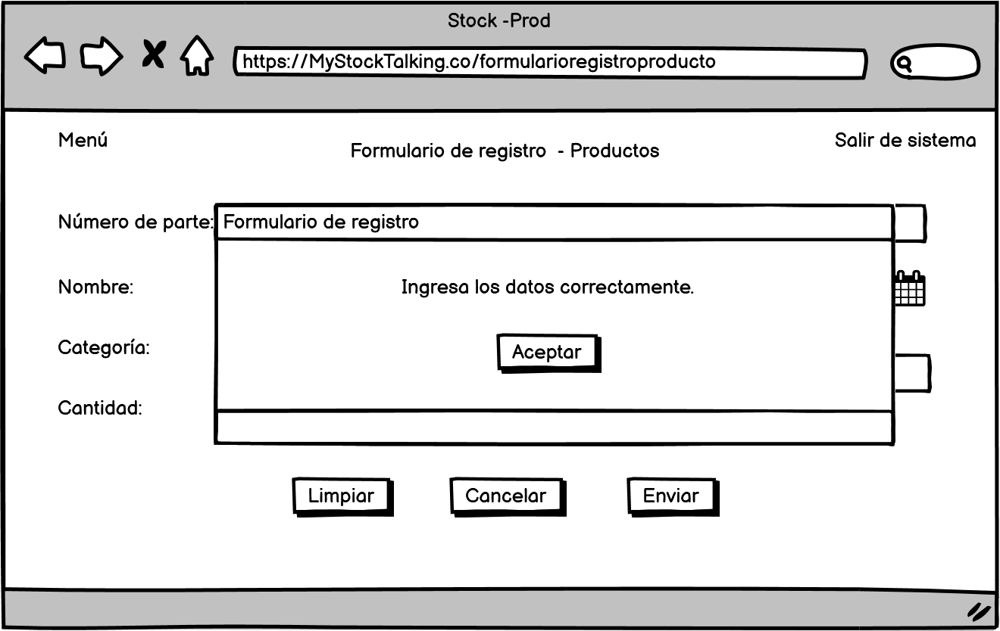 Stock -Prod
https://MyStockTalking.co/formularioregistroproducto
Menú
Formulario de registro - Productos
Salir de sistema
Número de parte:
Formulario de registro
Nombre:
Ingresa los datos correctamente.
Categoría:
Aceptar
Cantidad:
Limpiar
Cancelar
Enviar